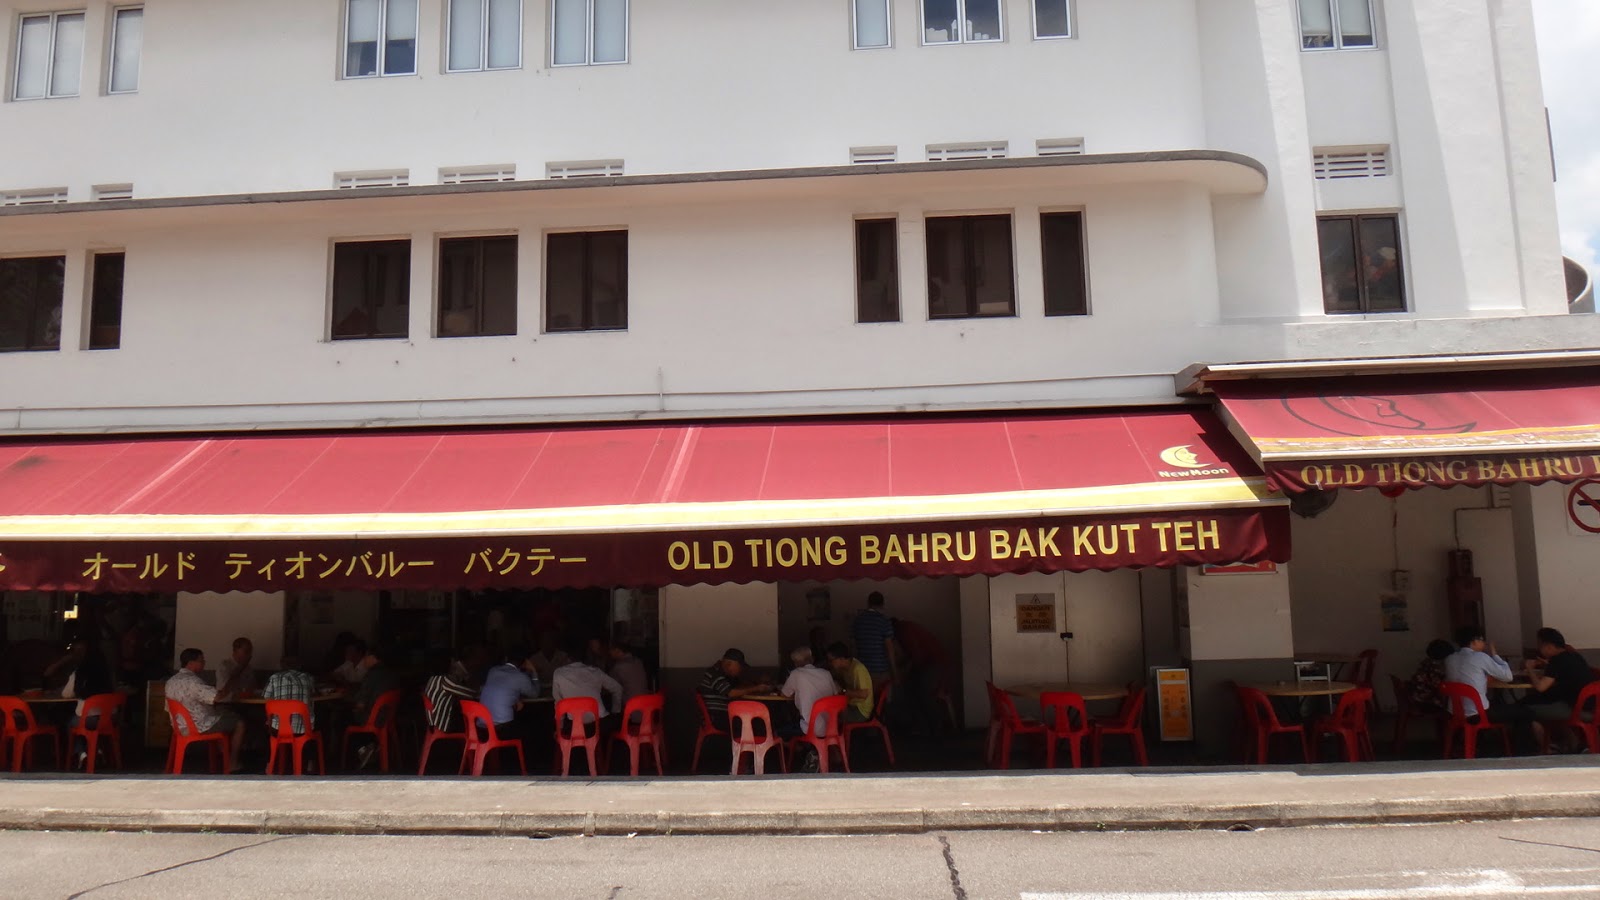 NEWMOON
オールド ティオンバルー バクテー OLD TIONG BAHRU BAK KUT TEH
OLD TIONG BAHRU
DANGER